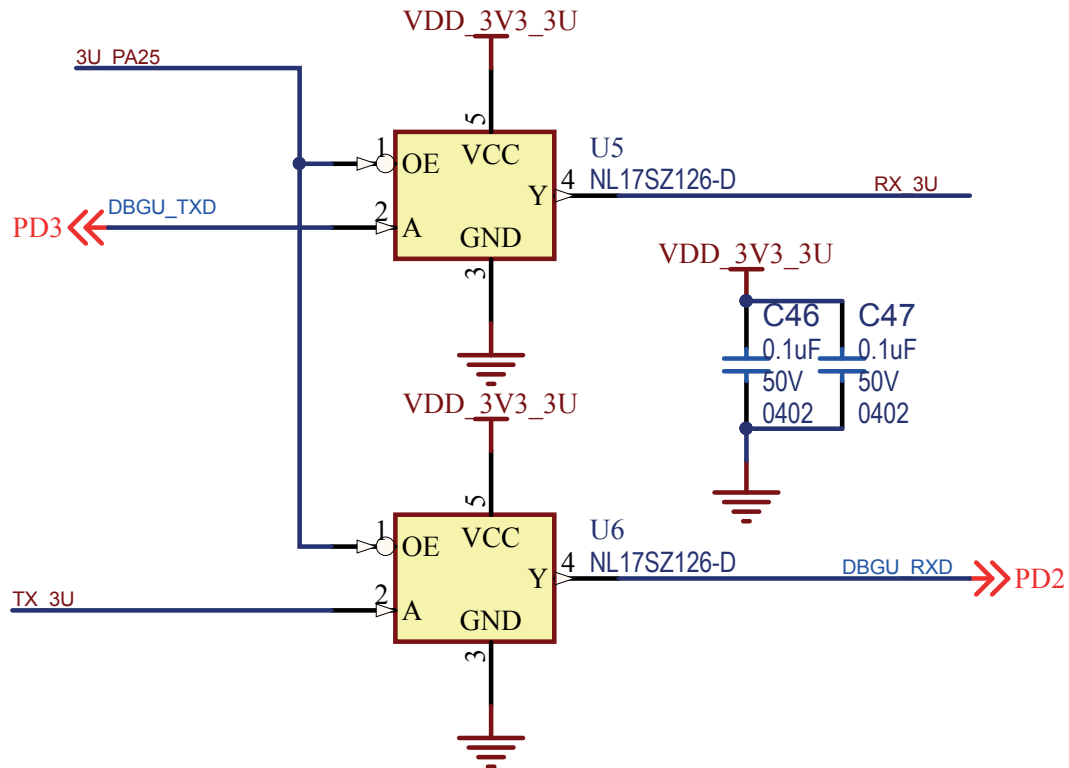 VDD_3V3_3U
3U_PA25
5
1
OE
VCC
U5
NL17SZ126-D
4
Y
RX_3U
PD3
DBGU_TXD
2
A
GND
3
VDD_3V3_3U
C46
0.1uF
50V
0402
C47
0.1uF
50V
0402
VDD_3V3_3U
5
1
OE
VCC
U6
NL17SZ126-D
4
Y
DBGU_RXD
PD2
TX_3U
2
A
GND
3